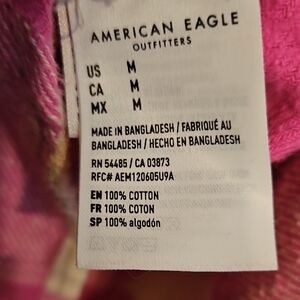 AMERICAN EAGLE
OUTFITTERS
US M
CA M
MX M
MADE IN BANGLADESH / FABRIQUÉ AU
BANGLADESH / HECHO EN BANGLADESH
RN 54485 / CA 03873
RFC# AEM120605U9A
EN 100% COTTON
FR 100% COTON
SP 100% algodón